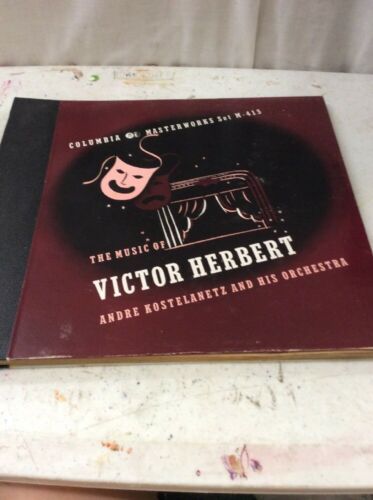 COLUMBIA MASTERWORKS Set M-415
THE MUSIC OF
VICTOR HERBERT
ANDRE KOSTELANETZ AND HIS ORCHESTRA